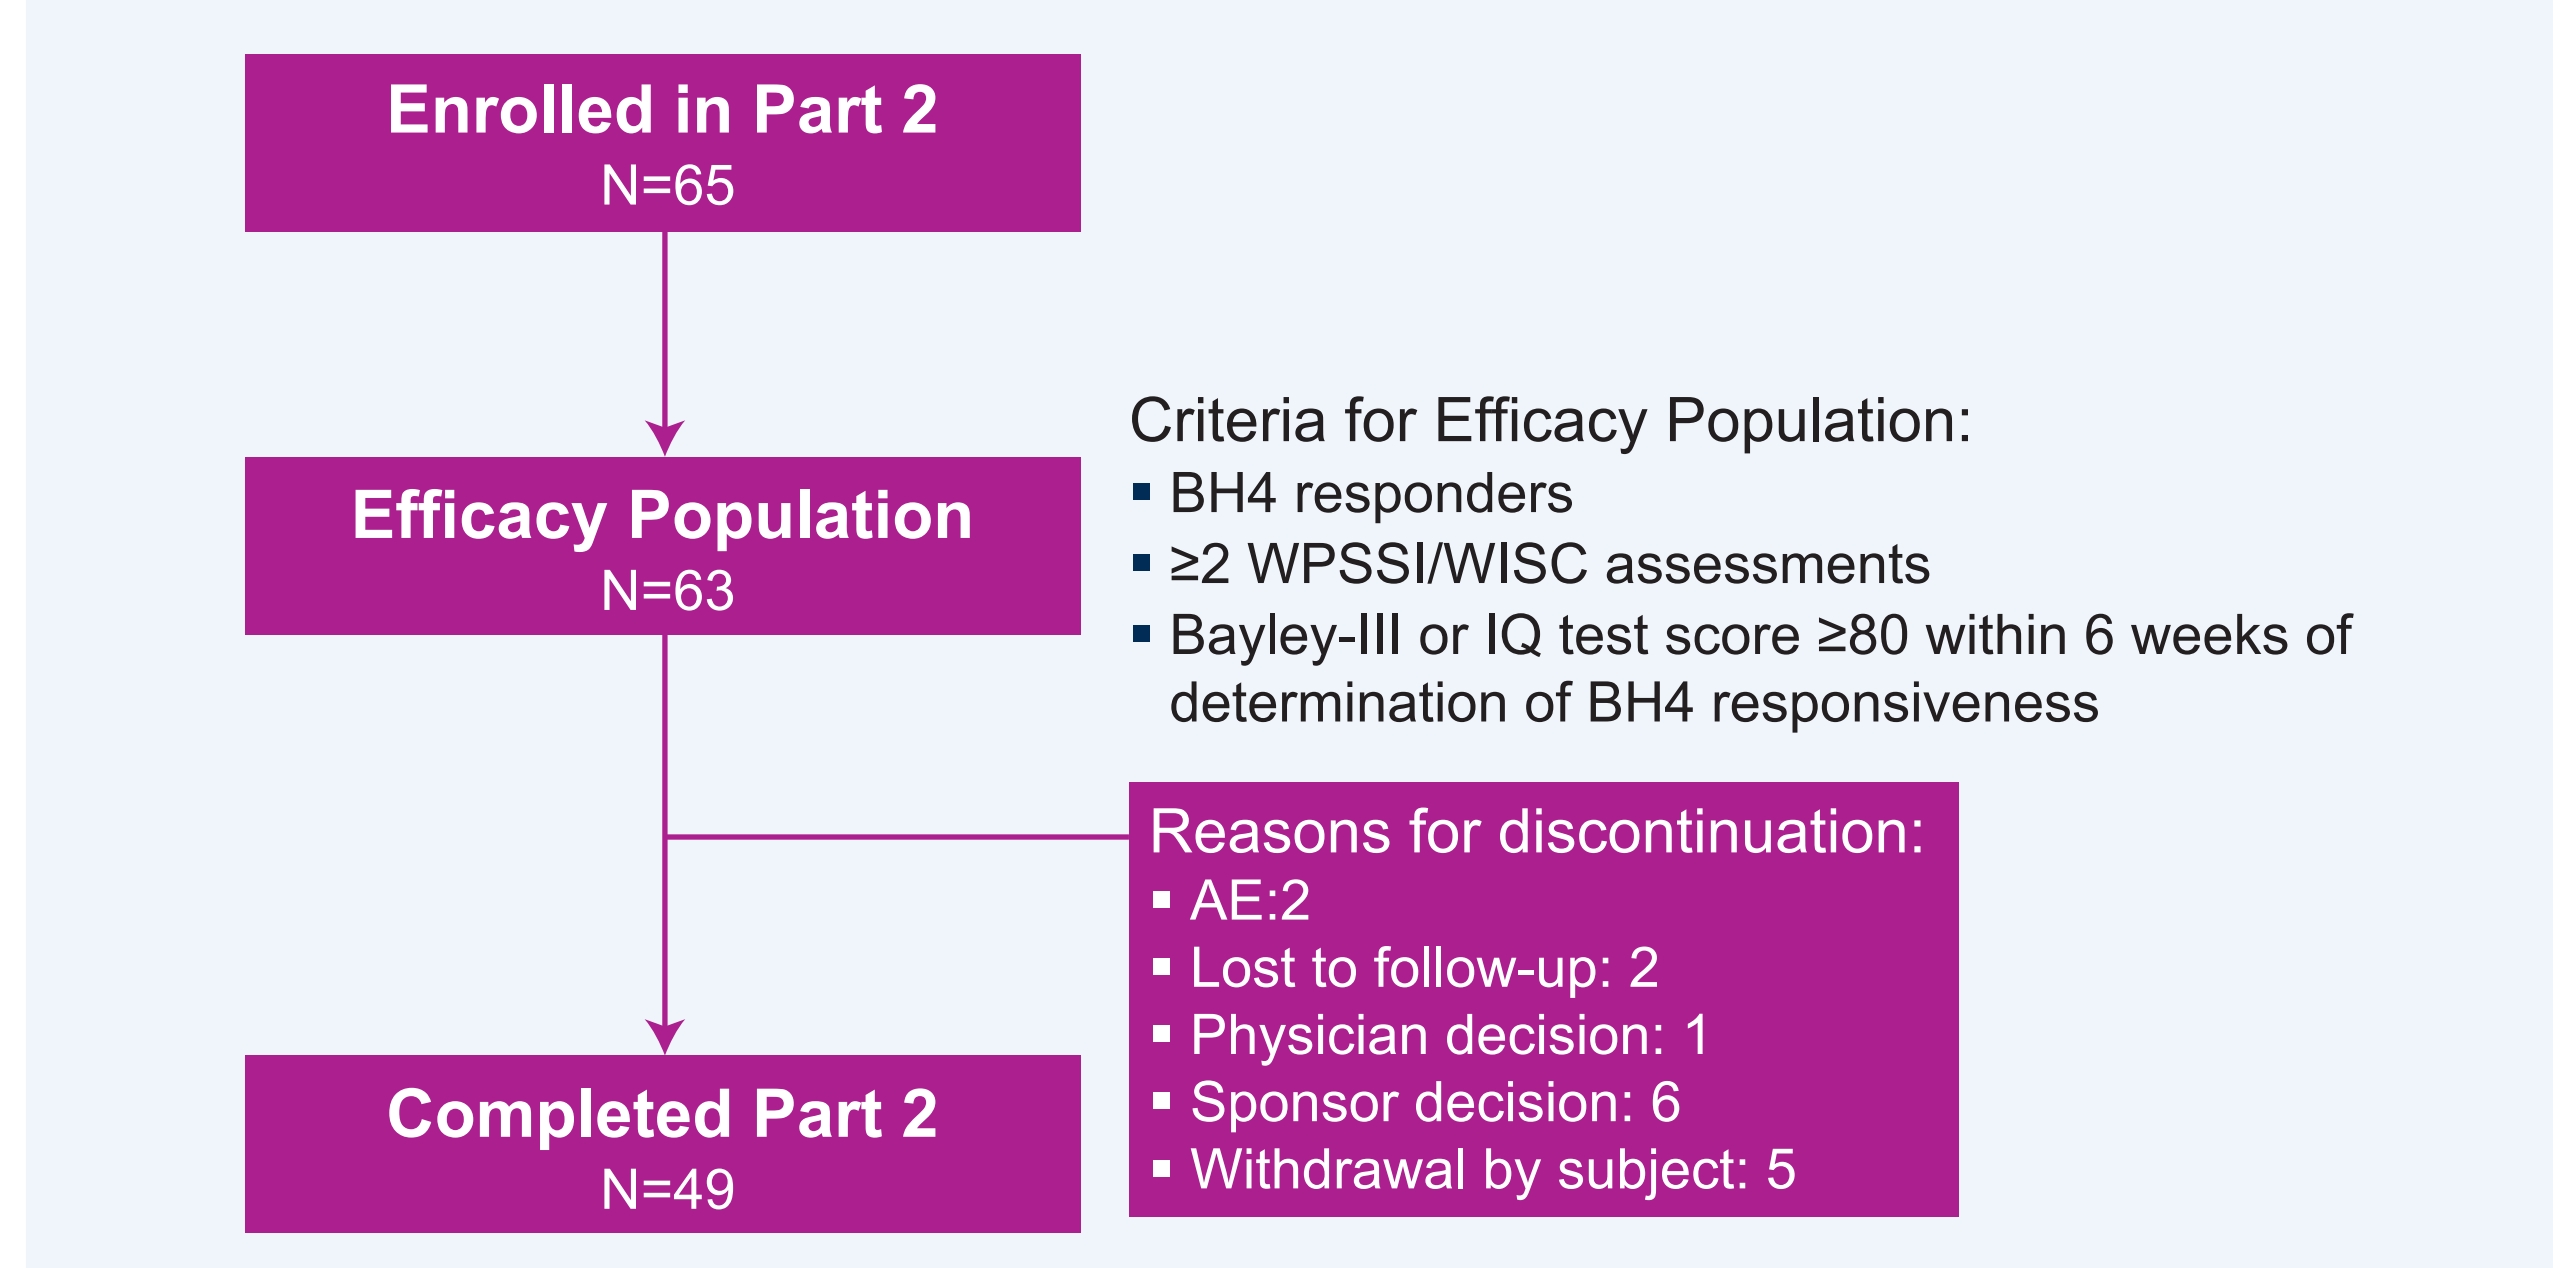 Enrolled in Part 2
N=65
Efficacy Population
N=63
Criteria for Efficacy Population:
▪ BH4 responders
▪ ≥2 WPSSI/WISC assessments
▪ Bayley-III or IQ test score ≥80 within 6 weeks of
determination of BH4 responsiveness
Reasons for discontinuation:
▪ AE:2
▪ Lost to follow-up: 2
▪ Physician decision: 1
▪ Sponsor decision: 6
▪ Withdrawal by subject: 5
Completed Part 2
N=49